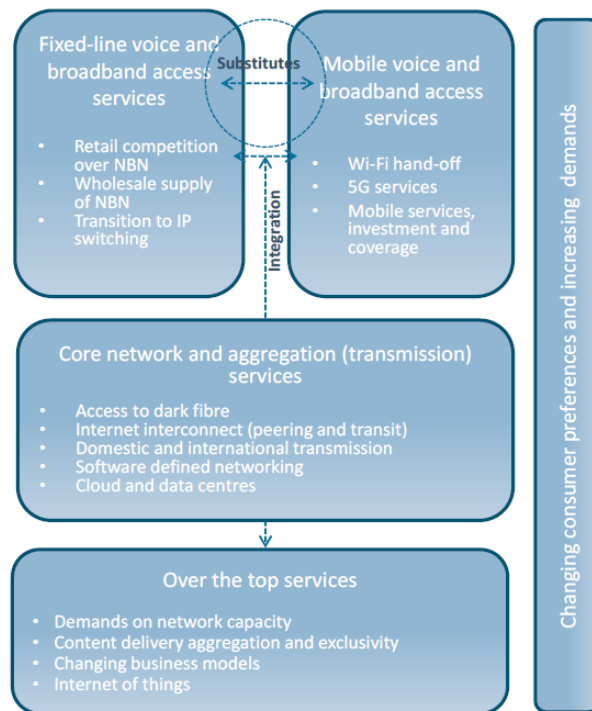 Fixed-line voice and
broadband access
services
• Retail competition
over NBN
• Wholesale supply
of NBN
• Transition to IP
switching
Substitutes
Mobile voice and
broadband access
services
• Wi-Fi hand-off
• 5G services
• Mobile services,
investment and
coverage
Integration
Core network and aggregation (transmission)
services
• Access to dark fibre
• Internet interconnect (peering and transit)
• Domestic and international transmission
• Software defined networking
• Cloud and data centres
Over the top services
• Demands on network capacity
• Content delivery aggregation and exclusivity
• Changing business models
• Internet of things
Changing consumer preferences and increasing demands